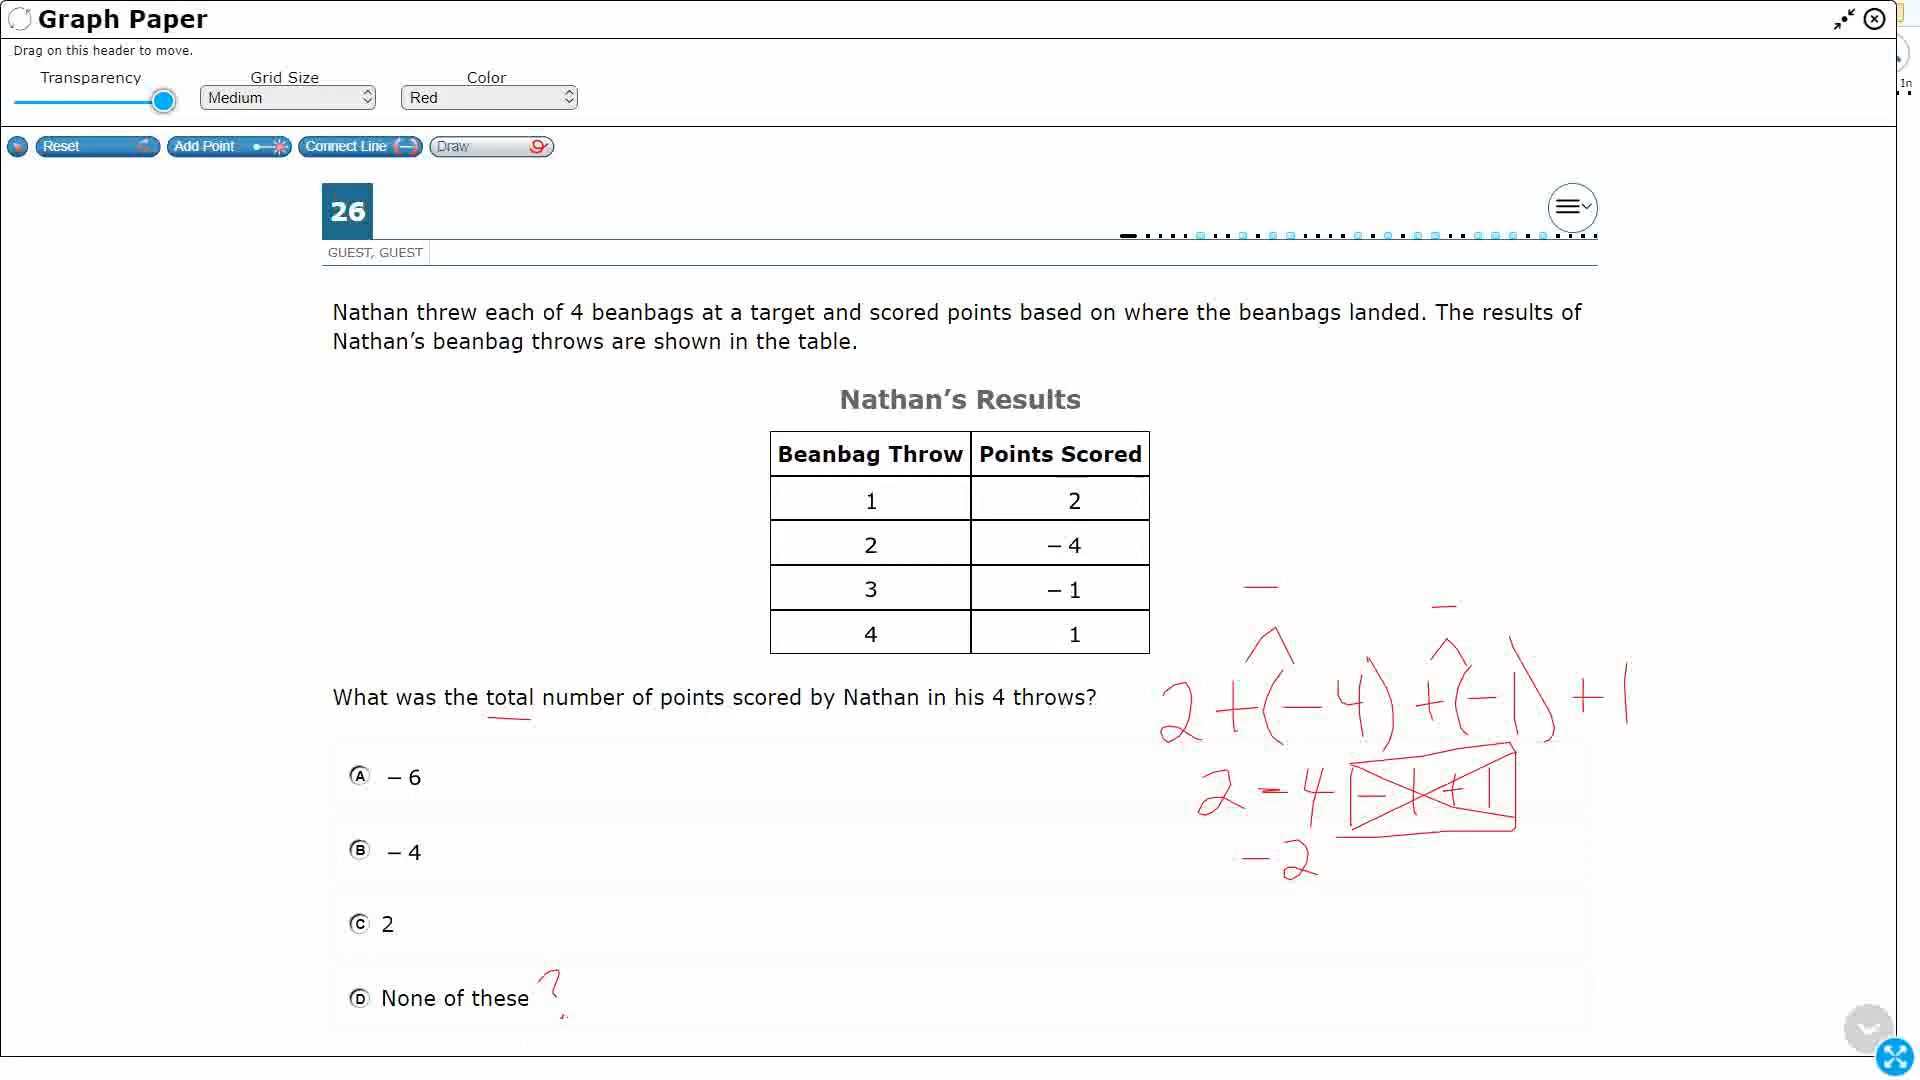 Graph Paper
Drag on this header to move.
Transparency Grid Size Color
Medium Red
Reset Add Point Connect Line Draw
26
GUEST, GUEST
Nathan threw each of 4 beanbags at a target and scored points based on where the beanbags landed. The results of
Nathan’s beanbag throws are shown in the table.
Nathan’s Results
Beanbag Throw Points Scored
1 2
2 – 4
3 – 1
4 1
What was the total number of points scored by Nathan in his 4 throws?
2 + (-4) + (-1) + 1
2 - 4 - 1 + 1
- 2
A – 6
B – 4
C 2
D None of these ?
In